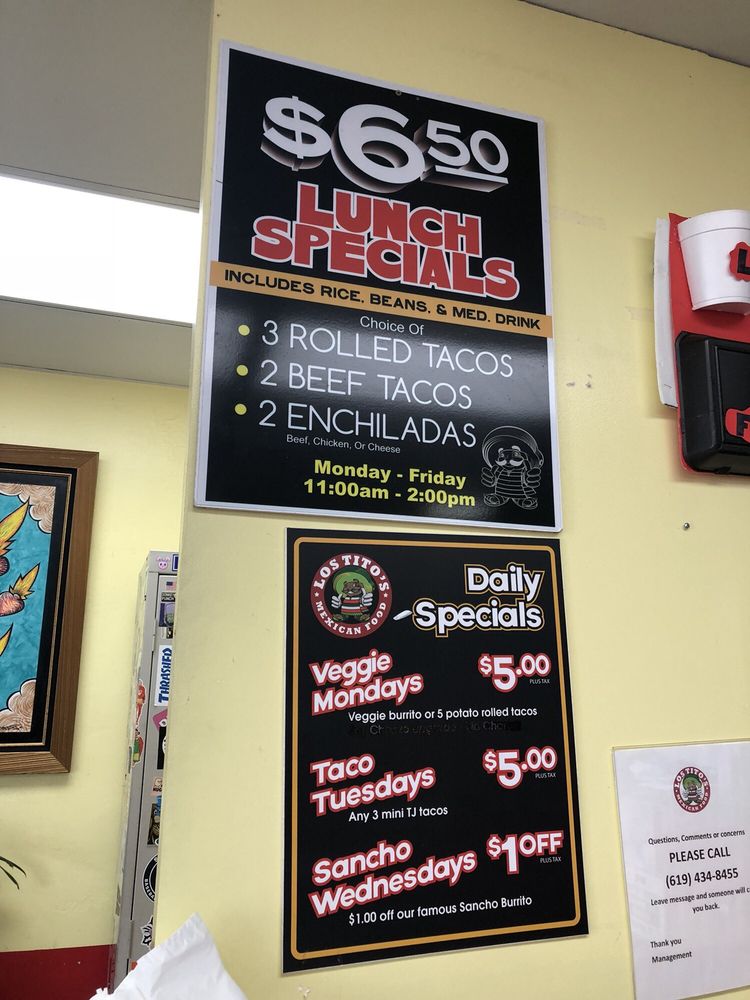 $6.50
LUNCH
SPECIALS
INCLUDES RICE, BEANS, & MED. DRINK
Choice Of
• 3 ROLLED TACOS
• 2 BEEF TACOS
• 2 ENCHILADAS
Beef, Chicken, Or Cheese
Monday - Friday
11:00am - 2:00pm
LOS TITO'S
MEXICAN FOOD
Daily
Specials
Veggie
Mondays
$5.00
PLUS TAX
Veggie burrito or 5 potato rolled tacos
Taco
Tuesdays
$5.00
PLUS TAX
Any 3 mini TJ tacos
Sancho
Wednesdays
$1 OFF
PLUS TAX
$1.00 off our famous Sancho Burrito
THRASHED
LOS TITO'S
MEXICAN FOOD
Questions, Comments or concerns
PLEASE CALL
(619) 434-8455
Leave message and someone will
you back.
Thank you
Management